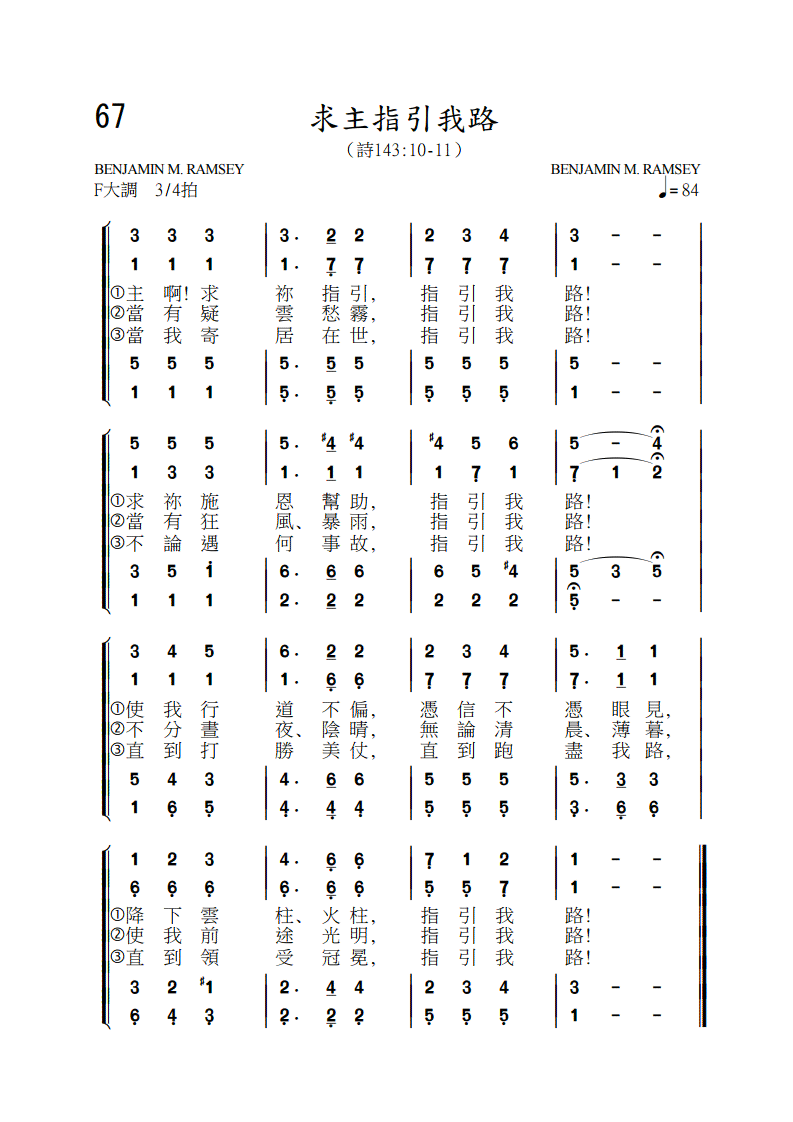 67
求主指引我路
（詩143:10-11）
BENJAMIN M. RAMSEY BENJAMIN M. RAMSEY
F大調 3/4拍 ♩= 84
3 3 3 3. 2 2 2 3 4 3 - -
1 1 1 1. 7 7 7 7 7 1 - -
①主 啊! 求 祢 指 引, 指 引 我 路!
②當 有 疑 雲 愁 霧, 指 引 我 路!
③當 我 寄 居 在 世, 指 引 我 路!
5 5 5 5. 5 5 5 5 5 5 - -
1 1 1 5. 5 5 5 5 5 1 - -
5 5 5 5. ♯4 ♯4 ♯4 5 6 5 - 4
1 3 3 1. 1 1 1 7 1 7 1 2
①求 祢 施 恩 幫 助, 指 引 我 路!
②當 有 狂 風、 暴 雨, 指 引 我 路!
③不 論 遇 何 事 故, 指 引 我 路!
3 5 i 6. 6 6 6 5 ♯4 5 3 5
1 1 1 2. 2 2 2 2 2 5 - -
3 4 5 6. 2 2 2 3 4 5. 1 1
1 1 1 1. 6 6 7 7 7 7. 1 1
①使 我 行 道 不 偏, 憑 信 不 憑 眼 見,
②不 分 晝 夜、 陰 晴, 無 論 清 晨、 薄 暮,
③直 到 打 勝 美 仗, 直 到 跑 盡 我 路,
5 4 3 4. 6 6 5 5 5 5. 3 3
1 6 5 4. 4 4 5 5 5 3. 6 6
1 2 3 4. 6 6 7 1 2 1 - -
6 6 6 6. 6 6 5 5 7 1 - -
①降 下 雲 柱、 火 柱, 指 引 我 路!
②使 我 前 途 光 明, 指 引 我 路!
③直 到 領 受 冠 冕, 指 引 我 路!
3 2 ♯1 2. 4 4 2 3 4 3 - -
6 4 3 2. 2 2 5 5 5 1 - -